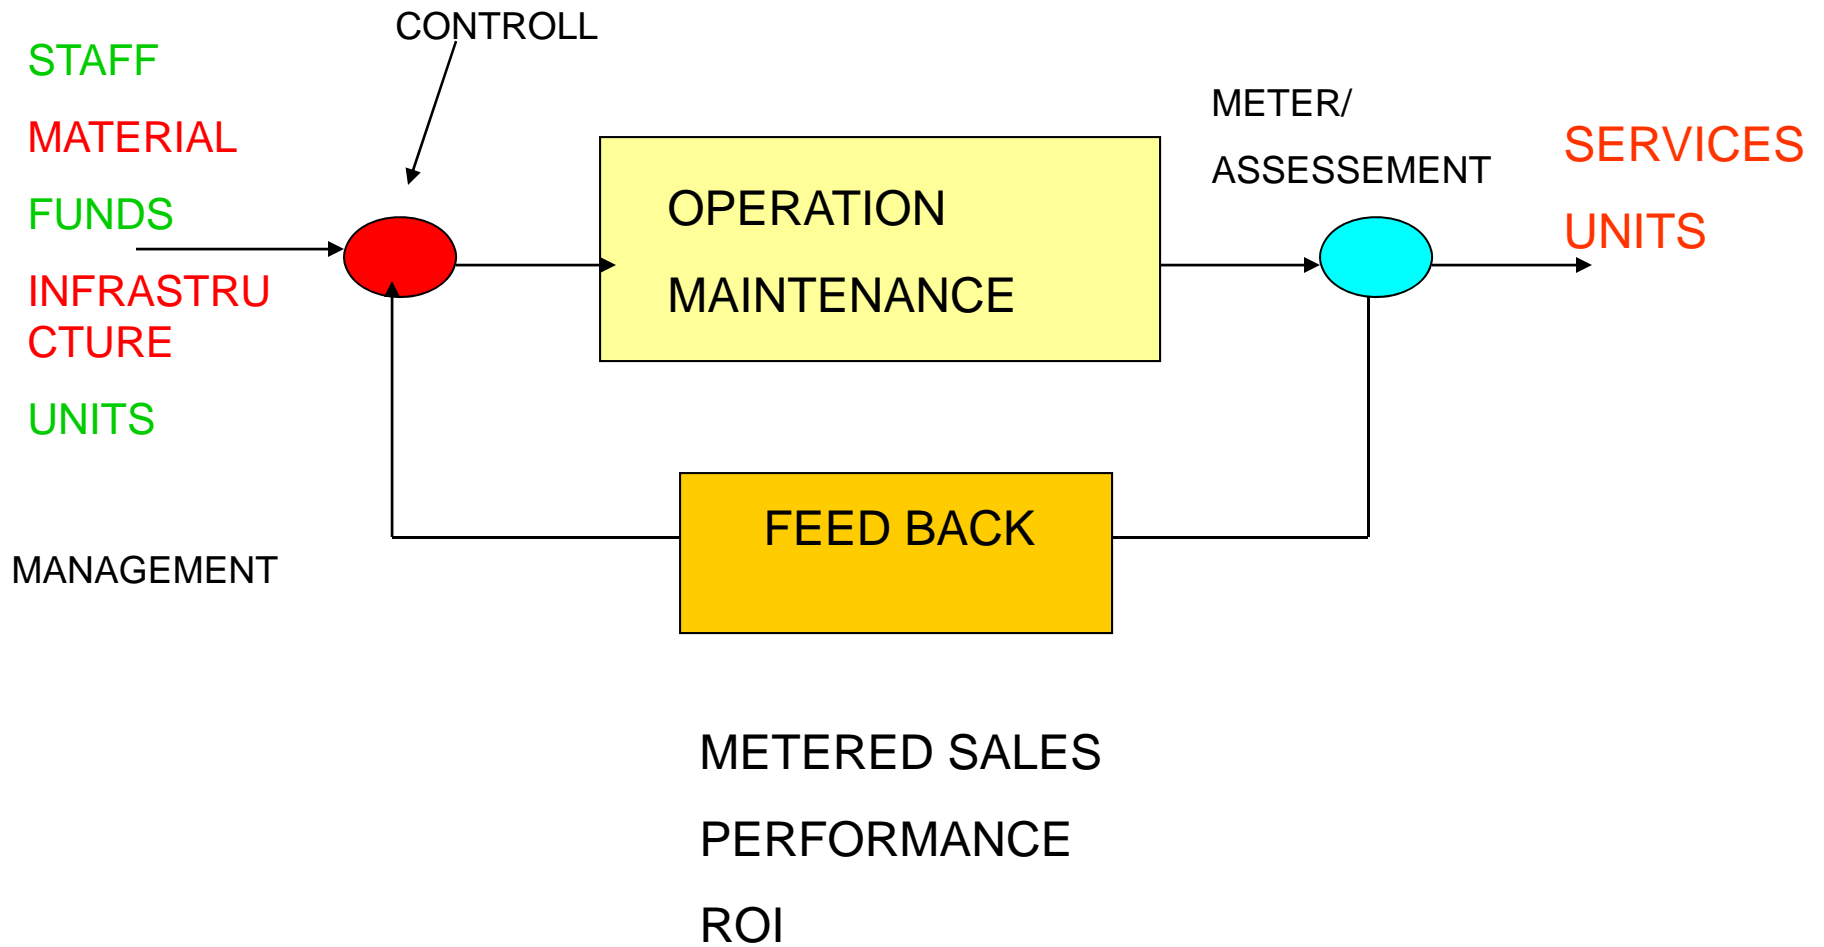 CONTROLL
STAFF
MATERIAL
FUNDS
INFRASTRU
CTURE
UNITS
MANAGEMENT
OPERATION
MAINTENANCE
METER/
ASSESSEMENT
SERVICES
UNITS
FEED BACK
METERED SALES
PERFORMANCE
ROI